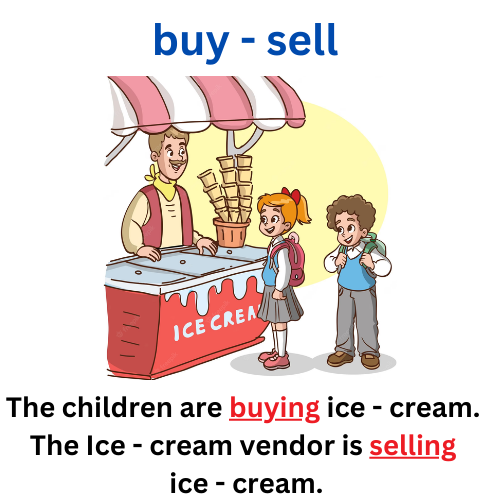 buy - sell
ICE CREA
The children are buying ice - cream.
The Ice - cream vendor is selling
ice - cream.